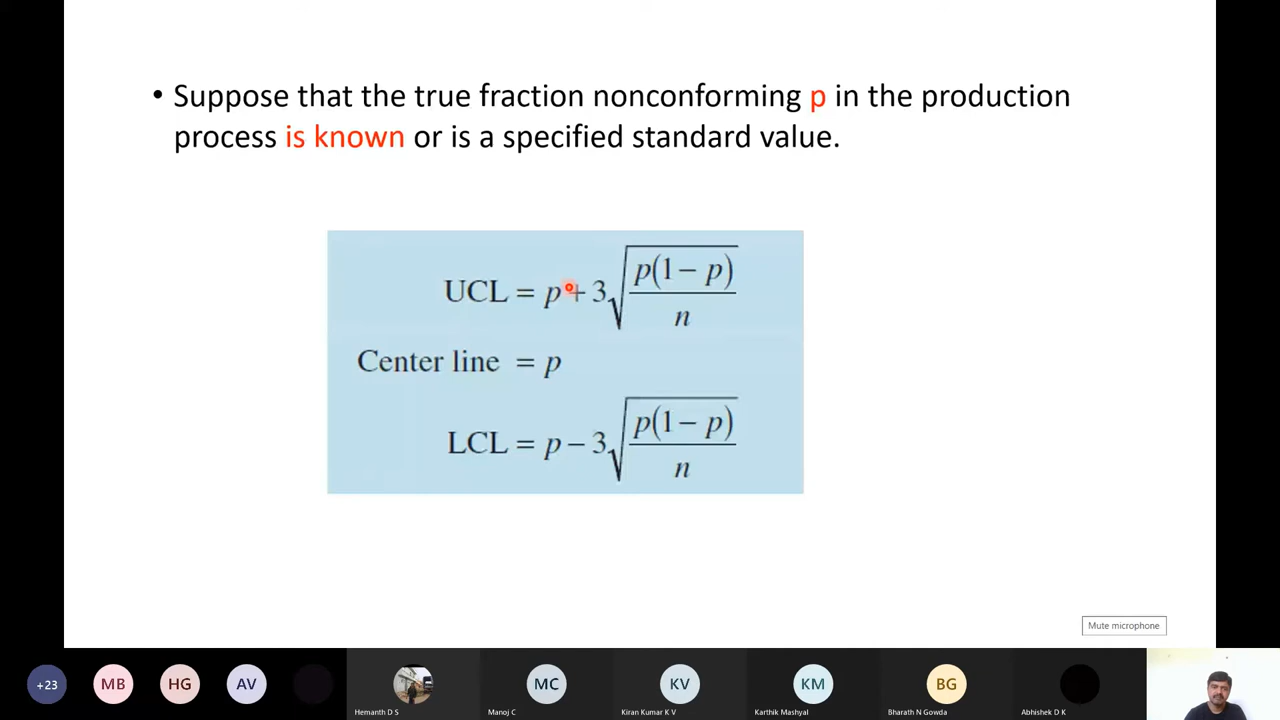 • Suppose that the true fraction nonconforming p in the production
process is known or is a specified standard value.
UCL = p + 3√(p(1 − p)/n)
Center line = p
LCL = p − 3√(p(1 − p)/n)
Mute microphone
+23 MB HG AV MC KV KM BG
Hemanth D S Manoj C Kiran Kumar K V Karthik Mashyal Bharath N Gowda Abhishek D K